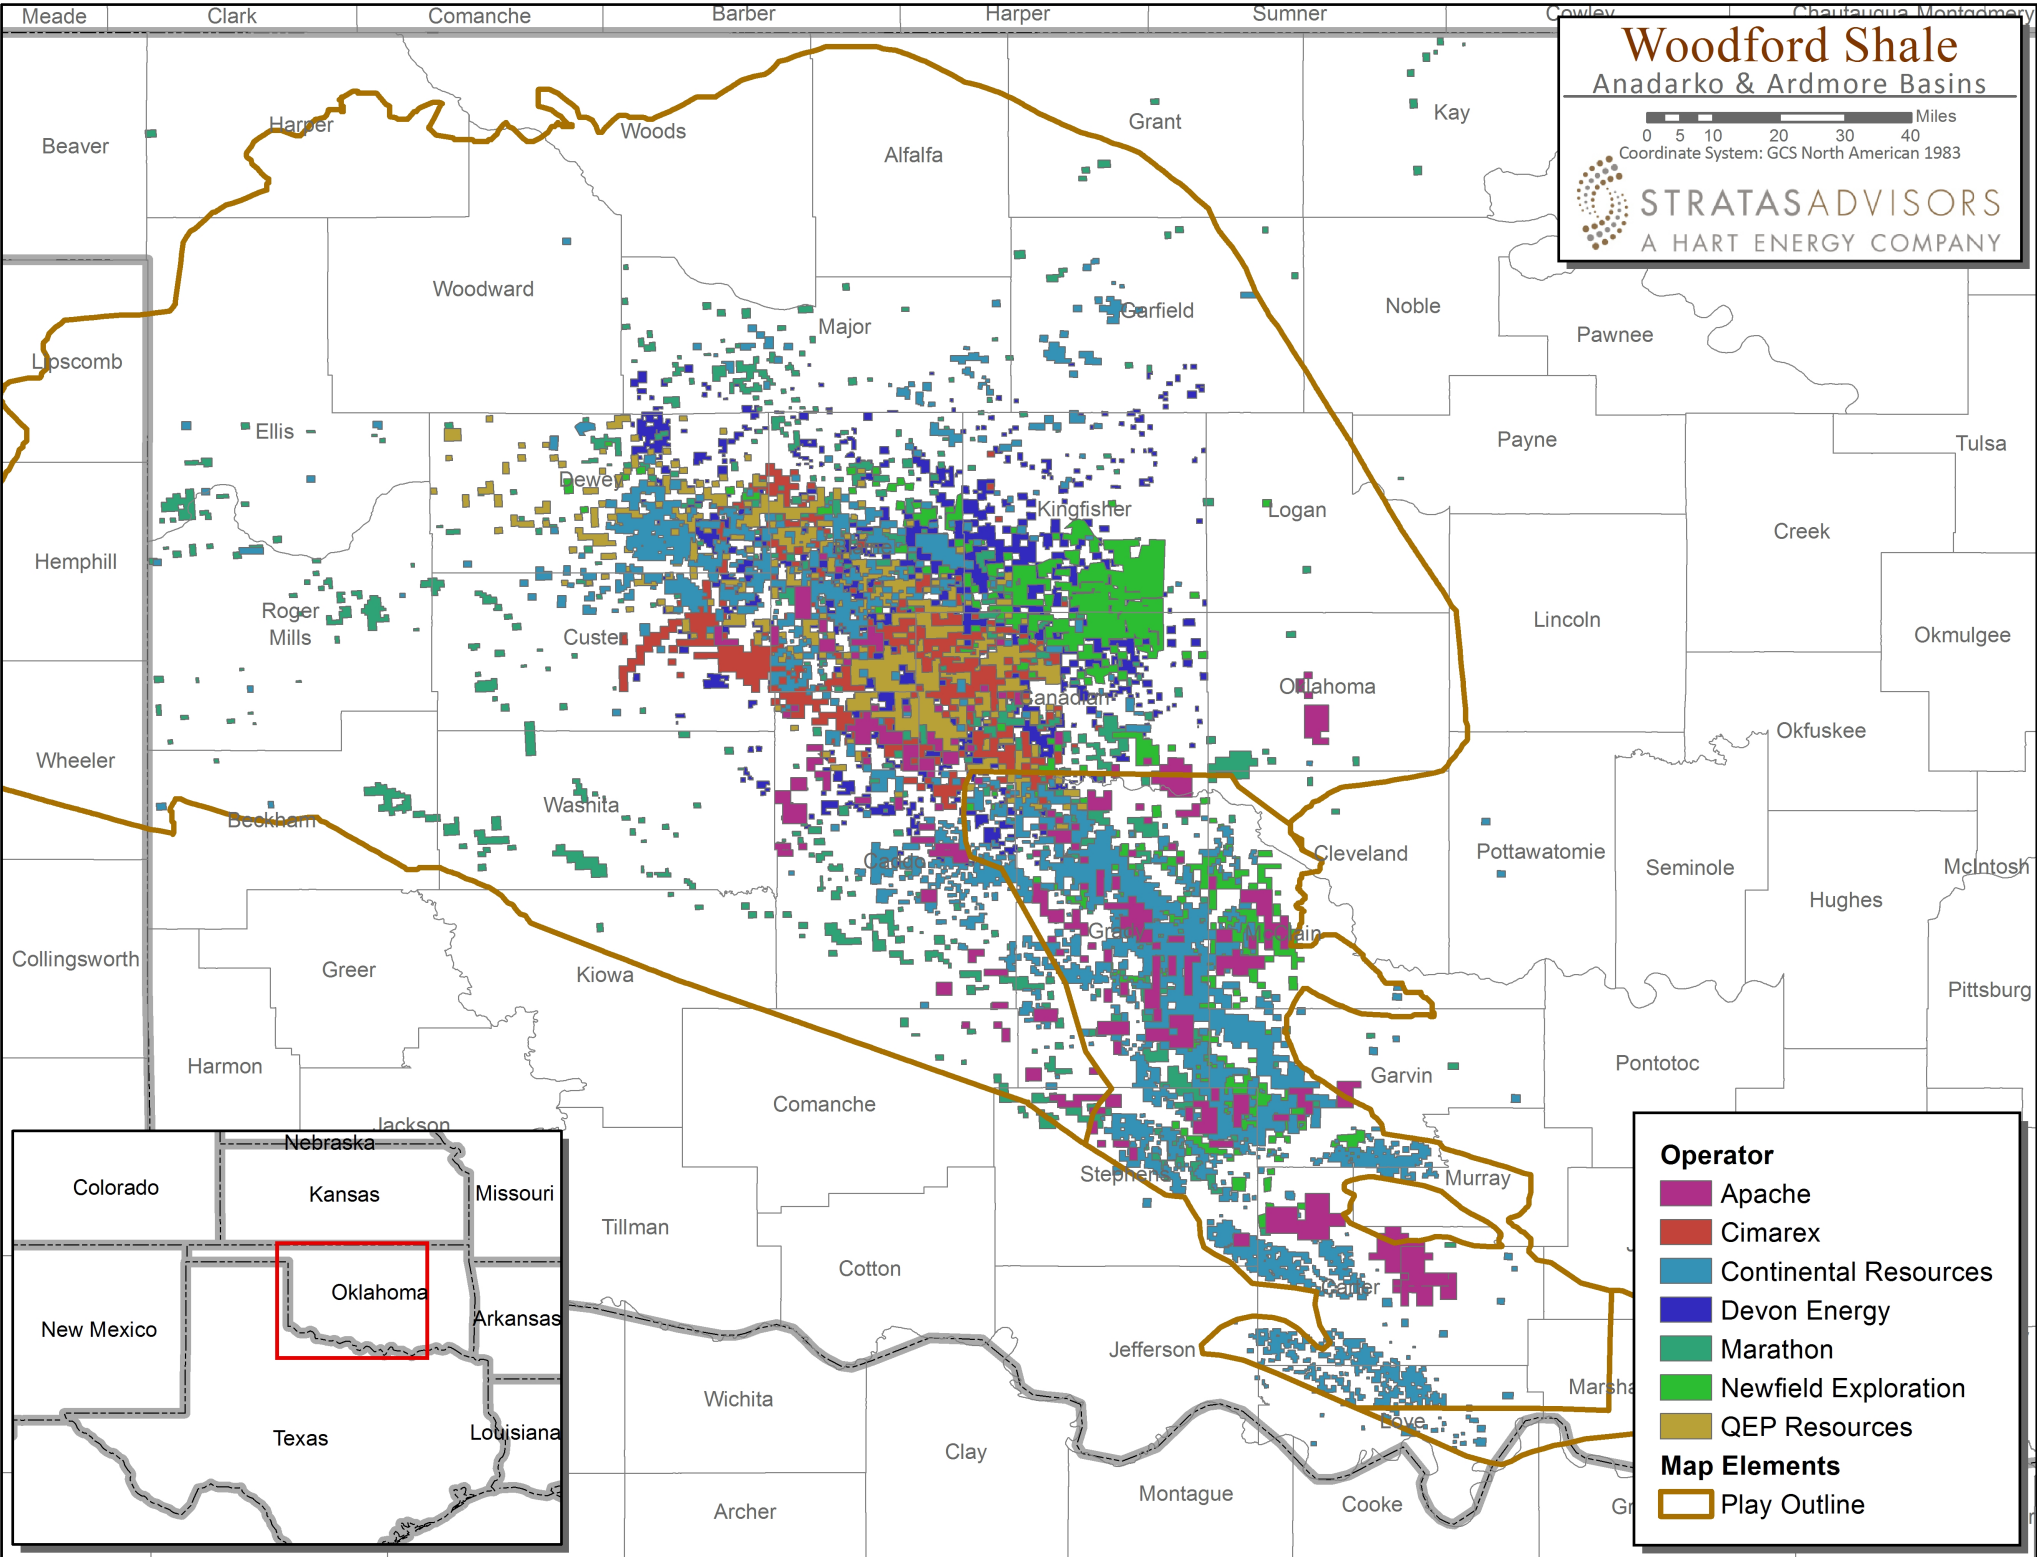 Meade
Clark
Comanche
Barber
Harper
Sumner
Cowley
Chautauqua
Montgomery
Woodford Shale
Anadarko & Ardmore Basins
Miles
0 5 10 20 30 40
Coordinate System: GCS North American 1983
STRATAS ADVISORS
A HART ENERGY COMPANY
Beaver
Harper
Woods
Alfalfa
Grant
Kay
Woodward
Major
Garfield
Noble
Pawnee
Lipscomb
Ellis
Dewey
Kingfisher
Logan
Payne
Tulsa
Creek
Hemphill
Roger
Mills
Custer
Canadian
Oklahoma
Lincoln
Okmulgee
Okfuskee
Wheeler
Beckham
Washita
Caddo
Cleveland
Pottawatomie
Seminole
Hughes
McIntosh
Collingsworth
Greer
Kiowa
Grady
McClain
Pittsburg
Harmon
Jackson
Comanche
Garvin
Pontotoc
Stephens
Murray
Tillman
Cotton
Carter
Jefferson
Love
Wichita
Clay
Archer
Montague
Cooke
Nebraska
Colorado
Kansas
Missouri
Oklahoma
New Mexico
Arkansas
Texas
Louisiana
Operator
Apache
Cimarex
Continental Resources
Devon Energy
Marathon
Newfield Exploration
QEP Resources
Map Elements
Play Outline